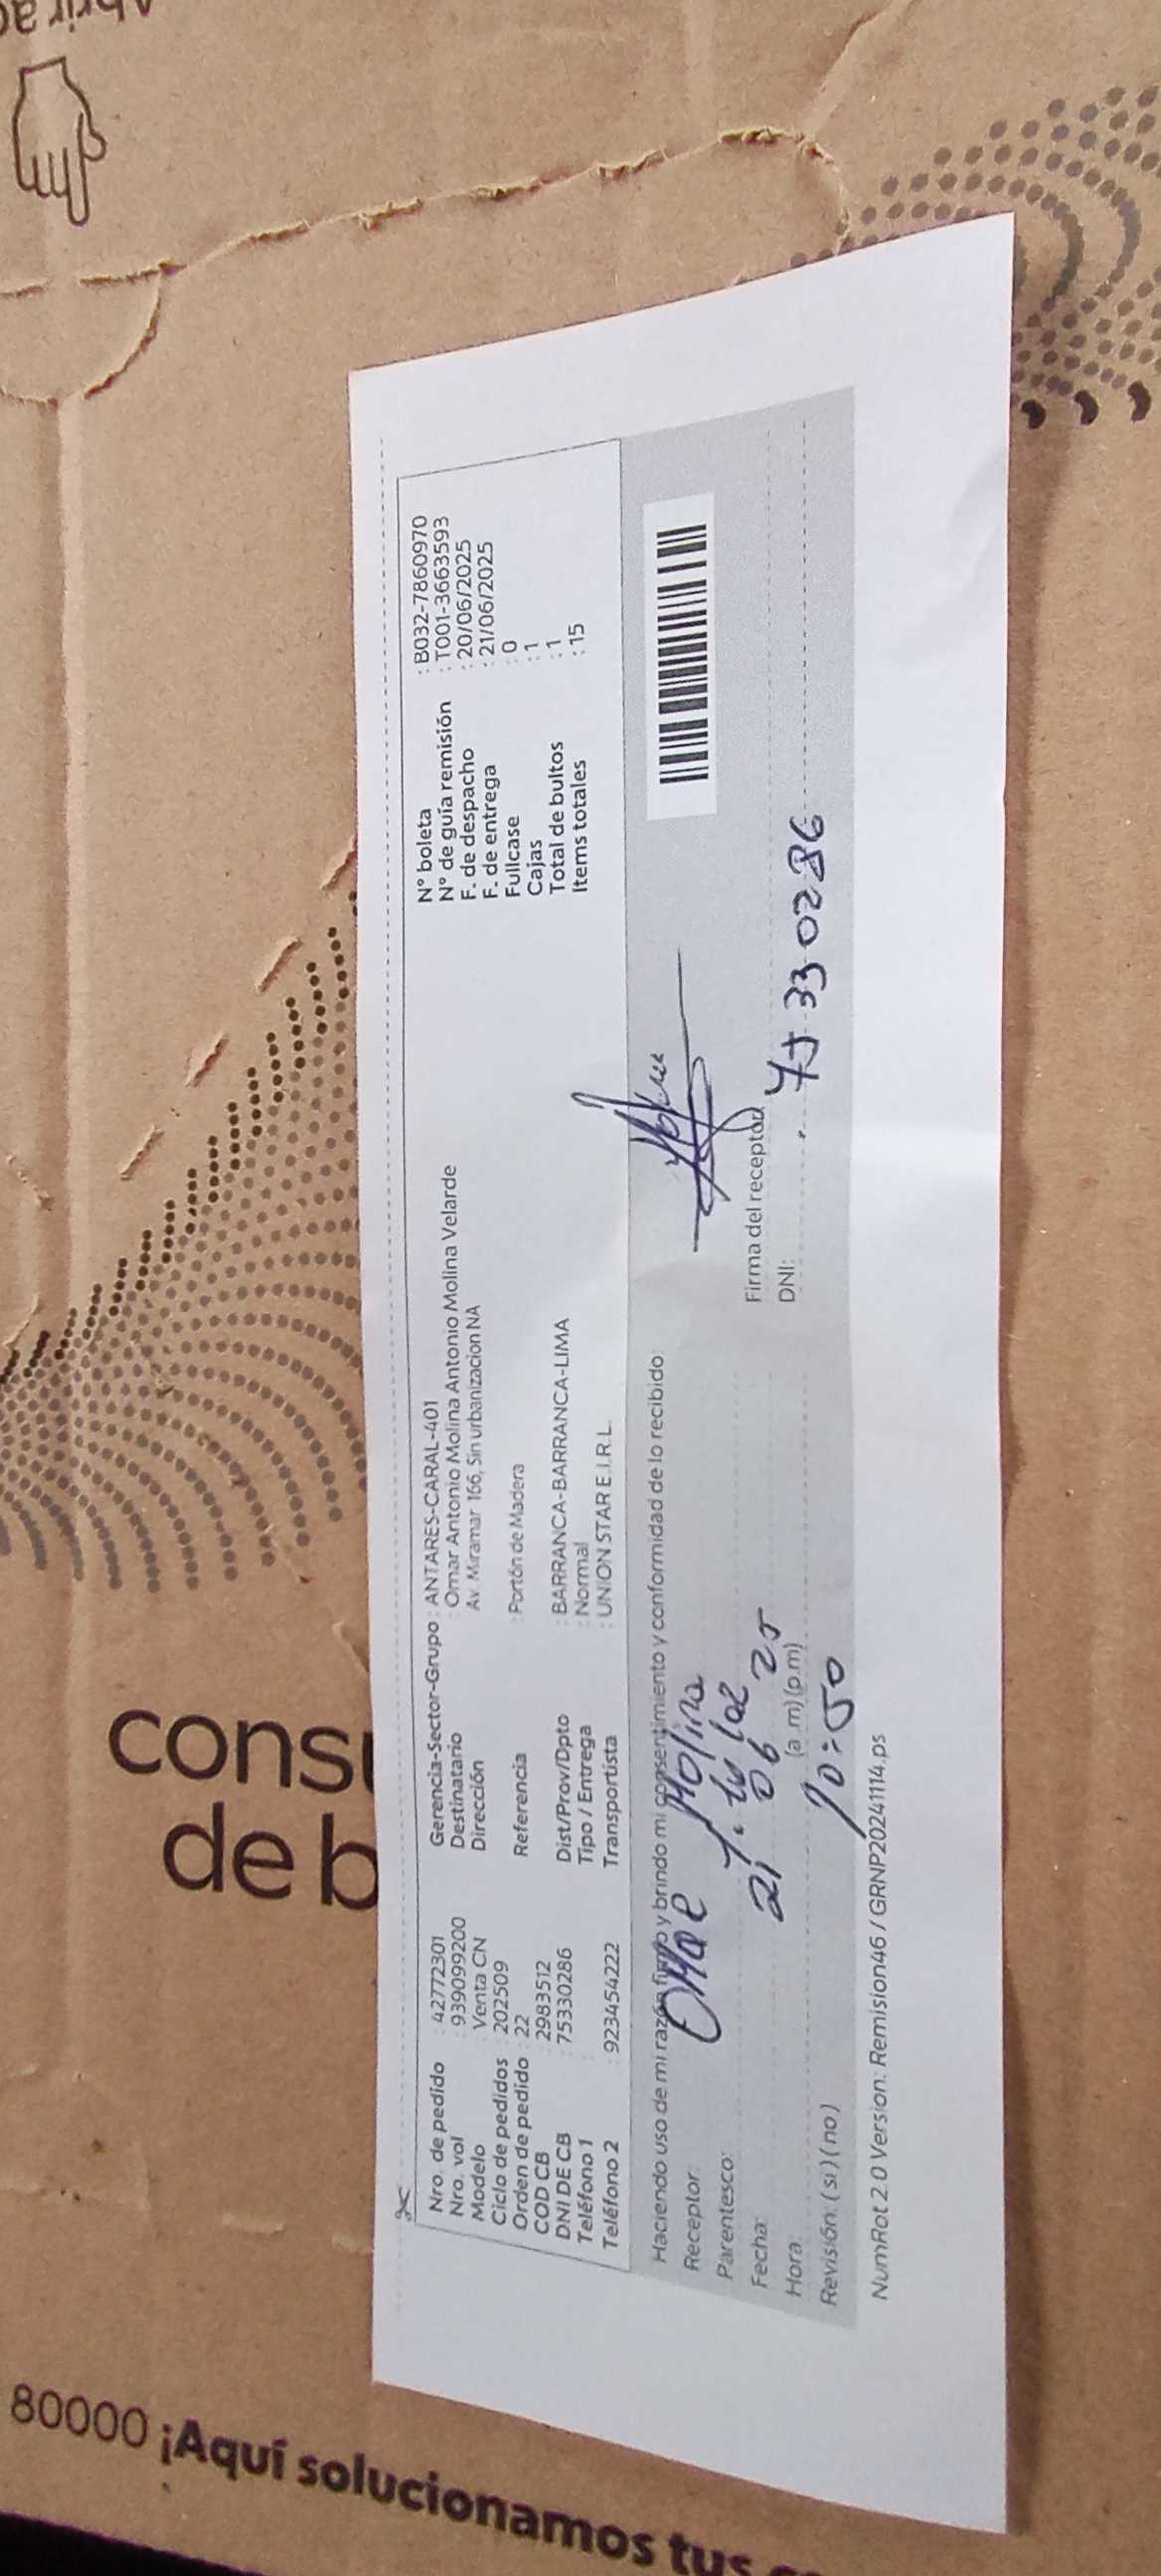 Abrir aq
80000 ¡Aquí solucionamos tus
de b
Nro. de pedido : 42772301
Nro. vol : 939099200
Modelo Venta CN
Ciclo de pedidos : 202509
Orden de pedido : 22
COD CB : 2983512
DNI DE CB : 75330286
Teléfono 1 :
Teléfono 2 : 923454222
Gerencia-Sector-Grupo : ANTARES-CARAL-401
Destinatario : Omar Antonio Molina Antonio Molina Velarde
Dirección Av. Miramar 166, Sin urbanizacion NA
Referencia : Portón de Madera
Dist/Prov/Dpto : BARRANCA-BARRANCA-LIMA
Tipo / Entrega : Normal
Transportista : UNION STAR E.I.R.L.
N° boleta : B032-7860970
N° de guía remisión : T001-3663593
F. de despacho : 20/06/2025
F. de entrega : 21/06/2025
Fullcase : 0
Cajas : 1
Total de bultos : 1
Items totales : 15
Haciendo uso de mi razón firmo y brindo mi consentimiento y conformidad de lo recibido:
Receptor: OMAR Molina
Parentesco:
Fecha: 21 06 25
Hora: (a.m) (p.m) 10:50
Revisión: ( si ) ( no )
Firma del receptor
DNI: 75330286
NumRot 2.0 Version: Remision46 / GRNP20241114.ps